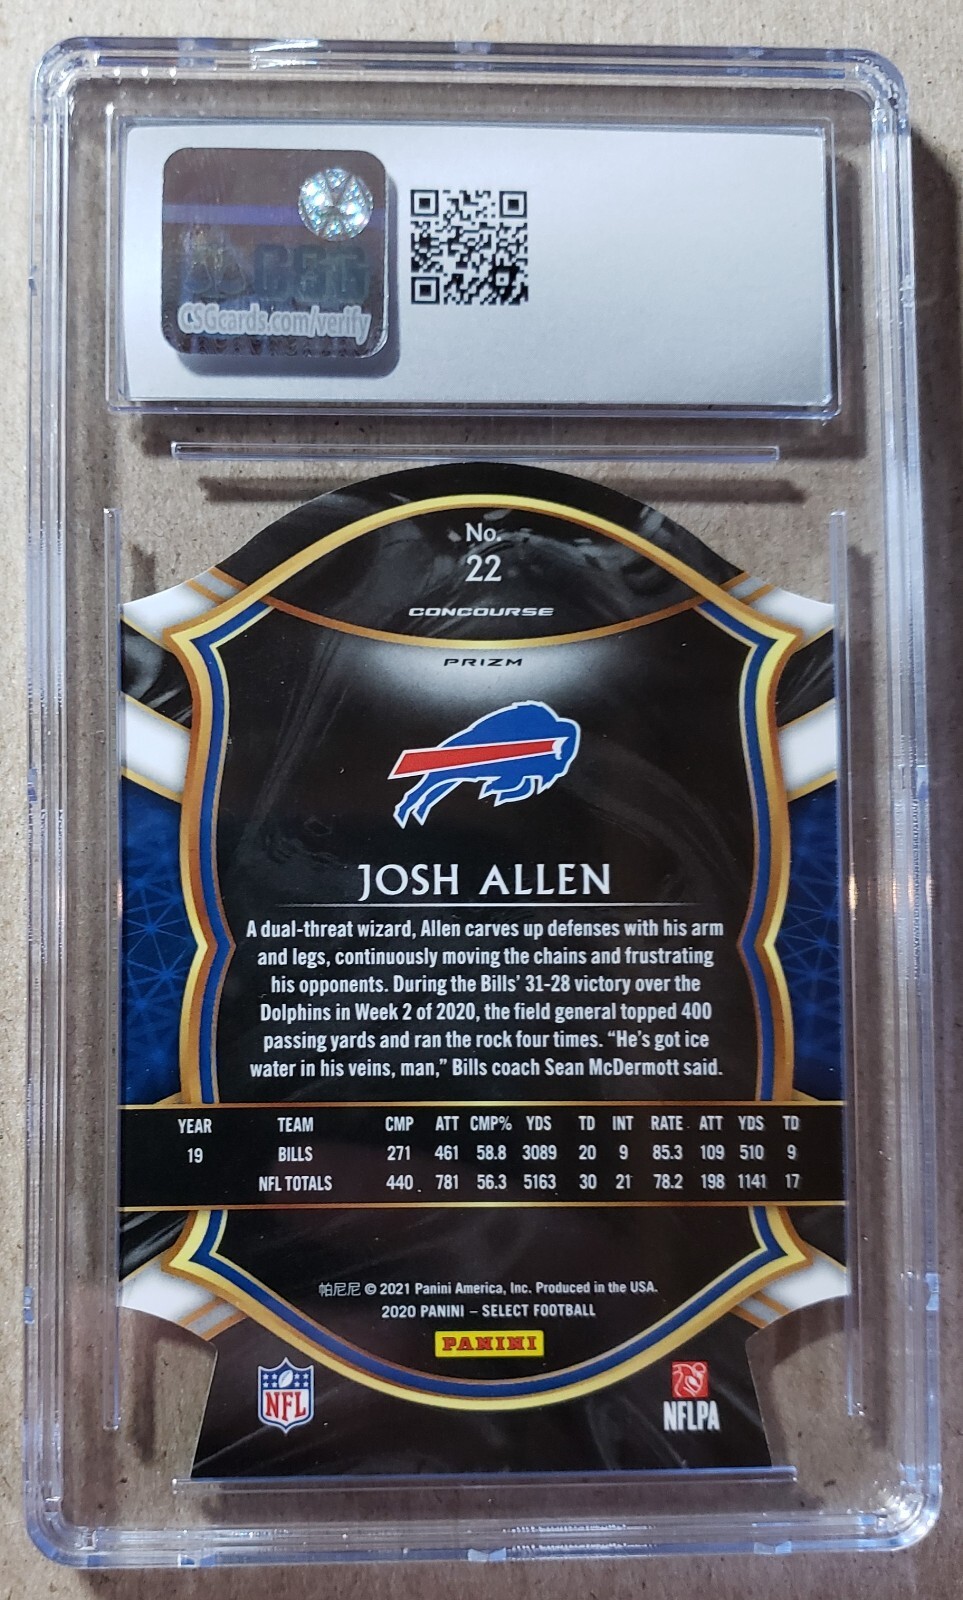 CSG
CSGcards.com/verify
No.
22
CONCOURSE
PRIZM
JOSH ALLEN
A dual-threat wizard, Allen carves up defenses with his arm
and legs, continuously moving the chains and frustrating
his opponents. During the Bills' 31-28 victory over the
Dolphins in Week 2 of 2020, the field general topped 400
passing yards and ran the rock four times. "He's got ice
water in his veins, man," Bills coach Sean McDermott said.
YEAR TEAM CMP ATT CMP% YDS TD INT RATE ATT YDS TD
19 BILLS 271 461 58.8 3089 20 9 85.3 109 510 9
NFL TOTALS 440 781 56.3 5163 30 21 78.2 198 1141 17
帕尼尼 © 2021 Panini America, Inc. Produced in the USA.
2020 PANINI – SELECT FOOTBALL
PANINI
NFL
NFLPA